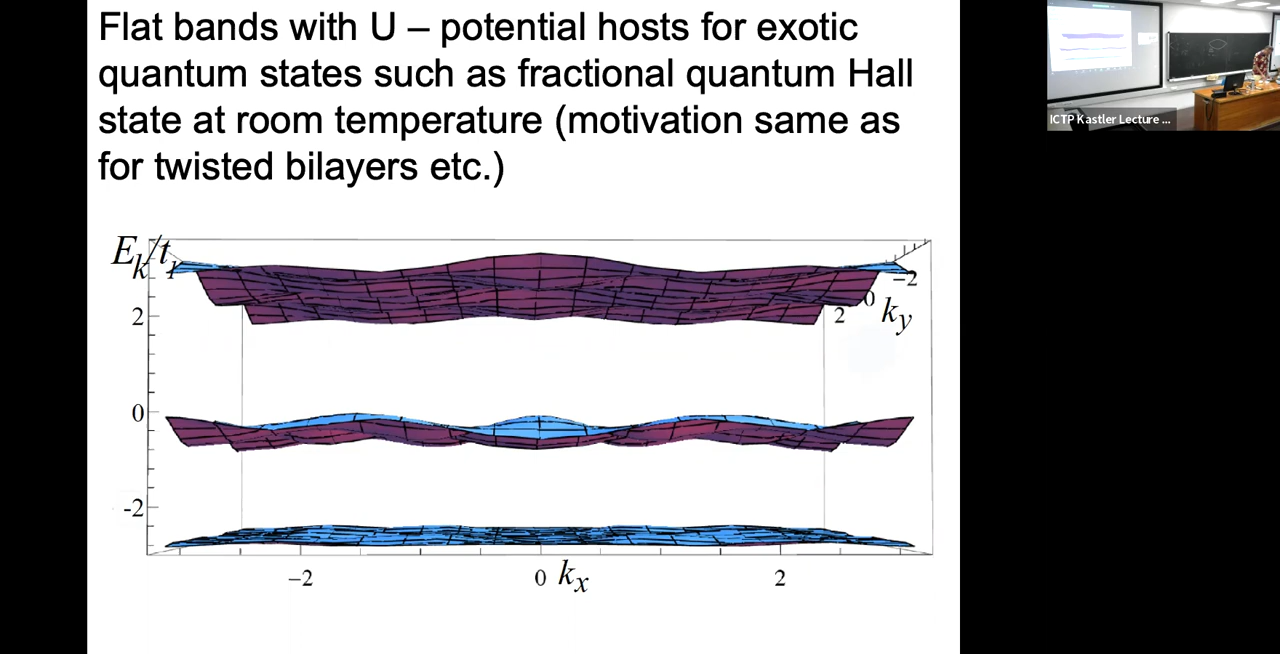 Flat bands with U – potential hosts for exotic
quantum states such as fractional quantum Hall
state at room temperature (motivation same as
for twisted bilayers etc.)
ICTP Kastler Lecture ...
E_k/t_1
2
0
-2
−2
0
2
k_y
−2
0
k_x
2